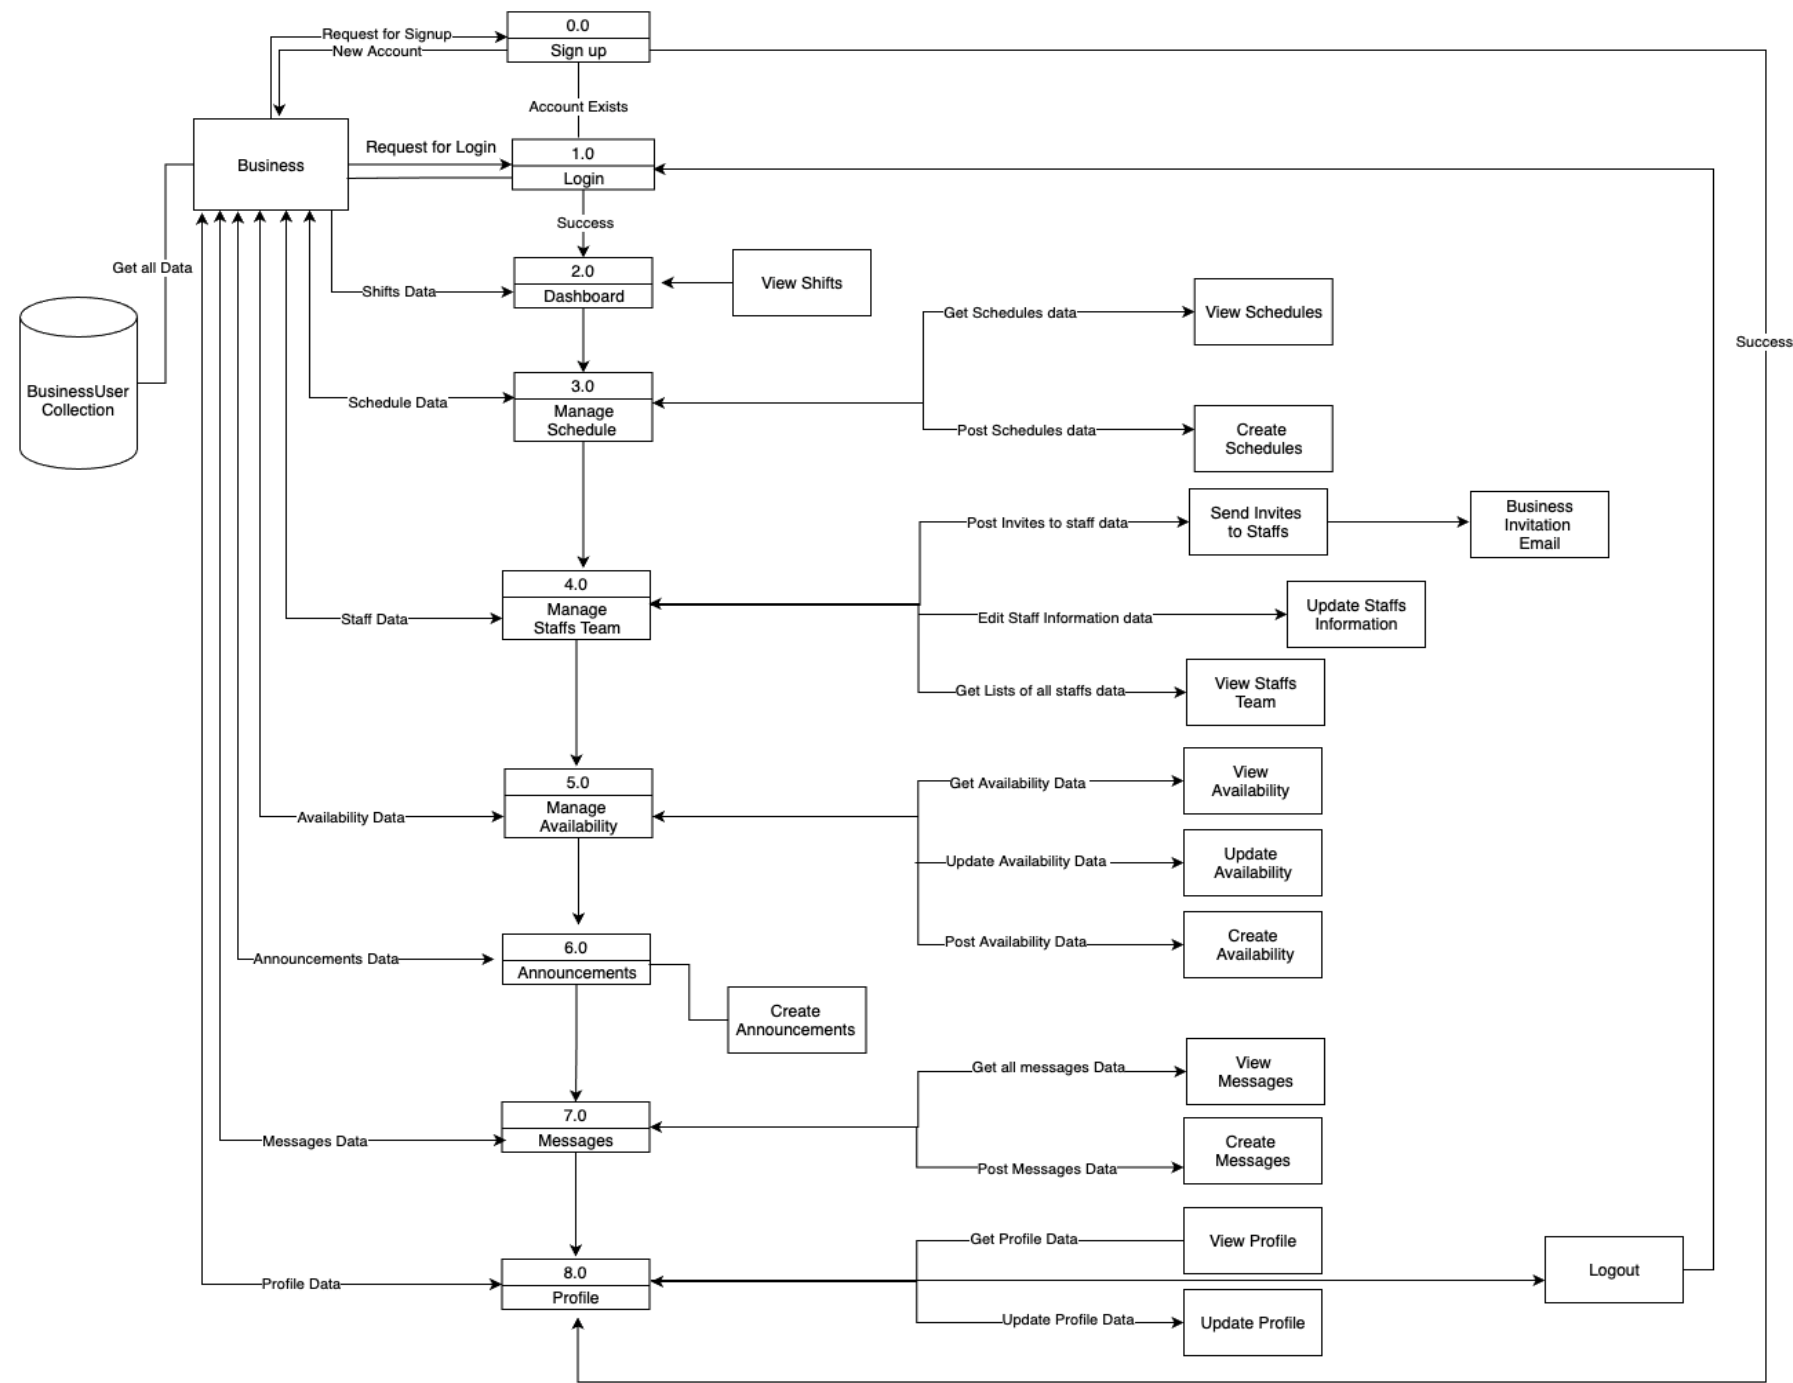 0.0
Request for Signup
New Account
Sign up
Account Exists
Business
Request for Login
1.0
Login
Success
Get all Data
2.0
Dashboard
View Shifts
Shifts Data
Get Schedules data
View Schedules
Success
BusinessUser
Collection
3.0
Manage
Schedule
Schedule Data
Post Schedules data
Create
Schedules
Post Invites to staff data
Send Invites
to Staffs
Business
Invitation
Email
4.0
Manage
Staffs Team
Staff Data
Edit Staff Information data
Update Staffs
Information
Get Lists of all staffs data
View Staffs
Team
5.0
Manage
Availability
Availability Data
Get Availability Data
View
Availability
Update Availability Data
Update
Availability
Post Availability Data
Create
Availability
6.0
Announcements
Announcements Data
Create
Announcements
Get all messages Data
View
Messages
7.0
Messages
Messages Data
Post Messages Data
Create
Messages
Get Profile Data
View Profile
8.0
Profile
Profile Data
Logout
Update Profile Data
Update Profile